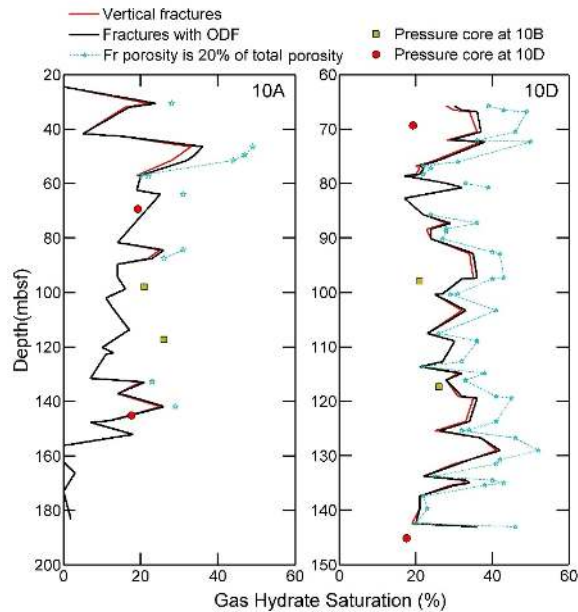 Vertical fractures
Fractures with ODF
Fr porosity is 20% of total porosity
Pressure core at 10B
Pressure core at 10D
10A
10D
Depth(mbsf)
20
40
60
80
100
120
140
160
180
200
60
70
80
90
100
110
120
130
140
150
0 20 40 60
0 20 40 60
Gas Hydrate Saturation (%)